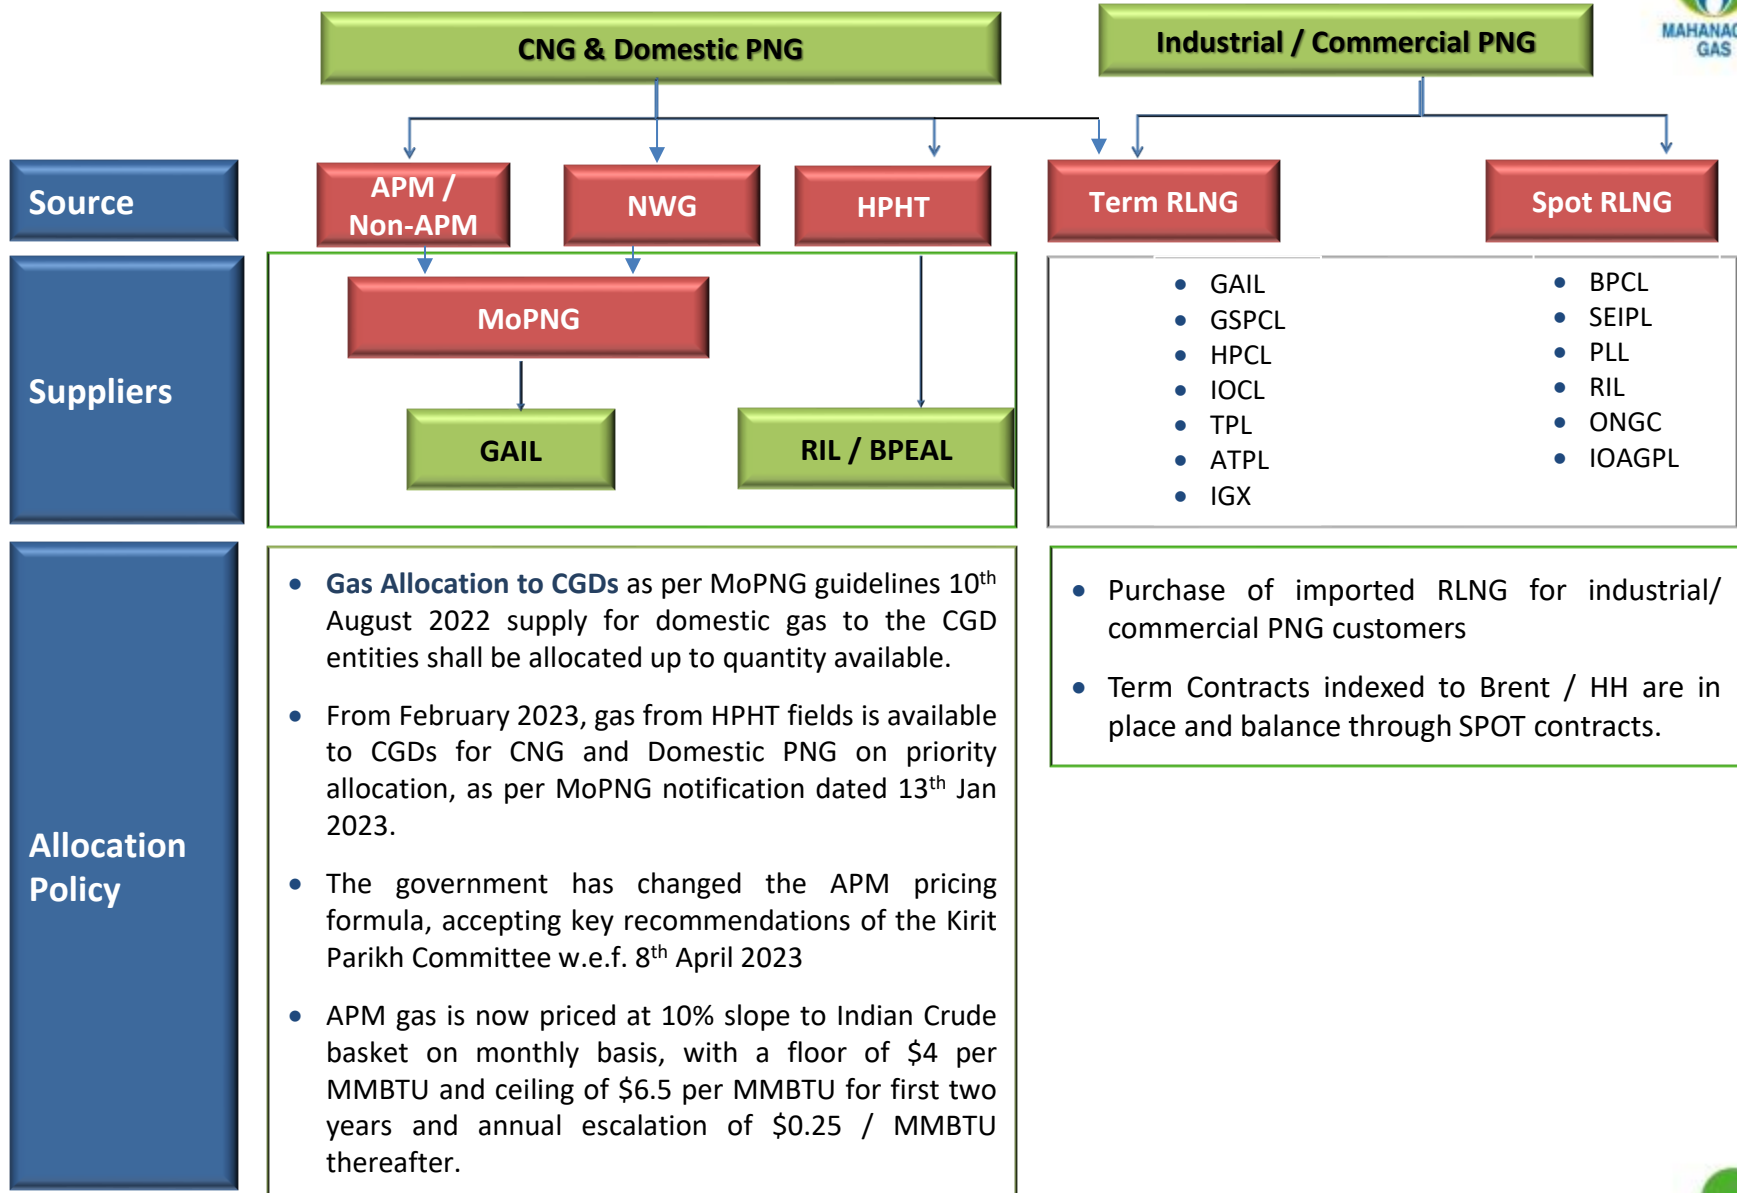 CNG & Domestic PNG
Industrial / Commercial PNG
GAS
Source
APM /
Non-APM
NWG
HPHT
Term RLNG
Spot RLNG
Suppliers
MoPNG
GAIL
RIL / BPEAL
• GAIL
• GSPCL
• HPCL
• IOCL
• TPL
• ATPL
• IGX
• BPCL
• SEIPL
• PLL
• RIL
• ONGC
• IOAGPL
Allocation
Policy
• Gas Allocation to CGDs as per MoPNG guidelines 10th
August 2022 supply for domestic gas to the CGD
entities shall be allocated up to quantity available.
• From February 2023, gas from HPHT fields is available
to CGDs for CNG and Domestic PNG on priority
allocation, as per MoPNG notification dated 13th Jan
2023.
• The government has changed the APM pricing
formula, accepting key recommendations of the Kirit
Parikh Committee w.e.f. 8th April 2023
• APM gas is now priced at 10% slope to Indian Crude
basket on monthly basis, with a floor of $4 per
MMBTU and ceiling of $6.5 per MMBTU for first two
years and annual escalation of $0.25 / MMBTU
thereafter.
• Purchase of imported RLNG for industrial/
commercial PNG customers
• Term Contracts indexed to Brent / HH are in
place and balance through SPOT contracts.